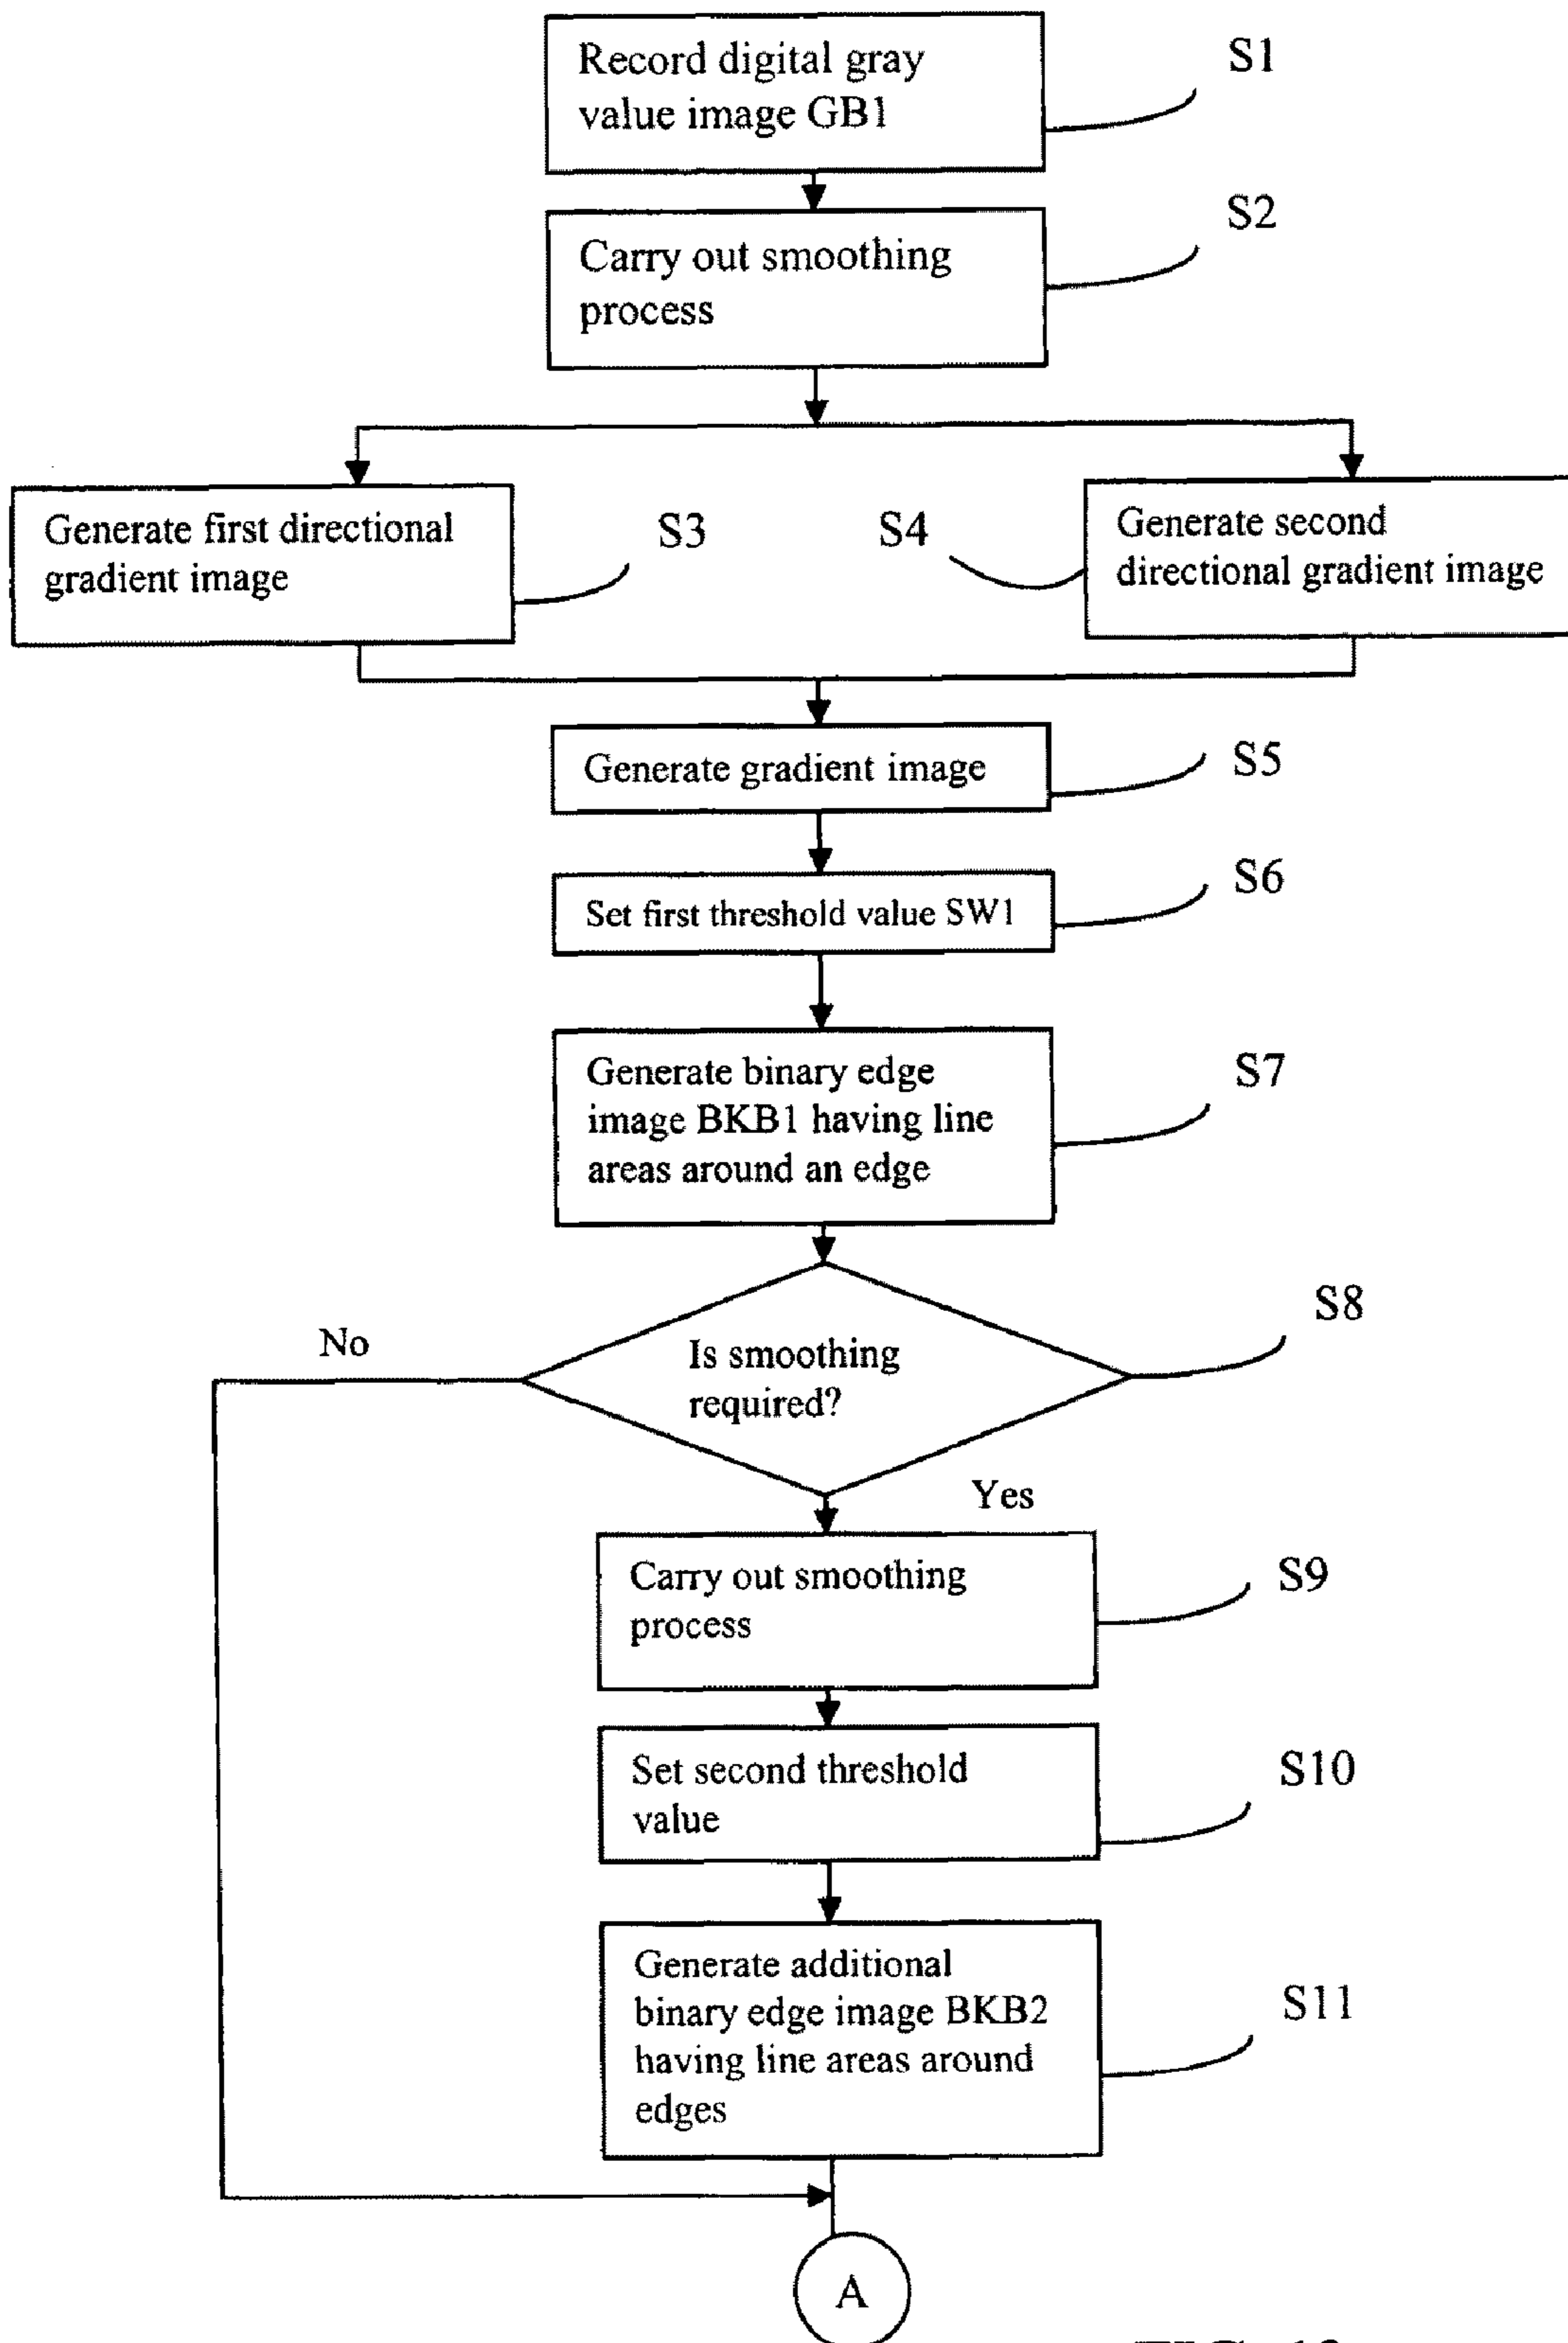 Record digital gray
value image GB1
S1
Carry out smoothing
process
S2
Generate first directional
gradient image
S3
S4
Generate second
directional gradient image
Generate gradient image
S5
Set first threshold value SW1
S6
Generate binary edge
image BKB1 having line
areas around an edge
S7
Is smoothing
required?
S8
No
Yes
Carry out smoothing
process
S9
Set second threshold
value
S10
Generate additional
binary edge image BKB2
having line areas around
edges
S11
A